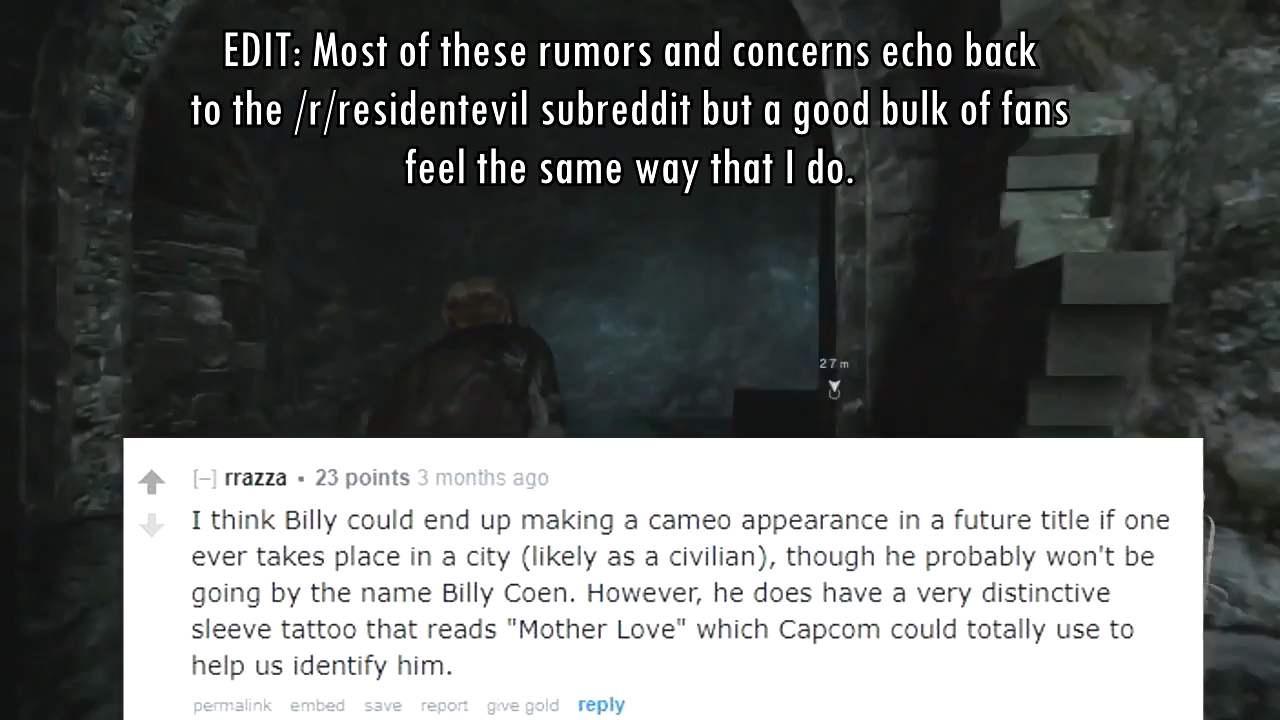 EDIT: Most of these rumors and concerns echo back
to the /r/residentevil subreddit but a good bulk of fans
feel the same way that I do.
27 m
[–] rrazza • 23 points 3 months ago
I think Billy could end up making a cameo appearance in a future title if one
ever takes place in a city (likely as a civilian), though he probably won't be
going by the name Billy Coen. However, he does have a very distinctive
sleeve tattoo that reads "Mother Love" which Capcom could totally use to
help us identify him.
permalink embed save report give gold reply